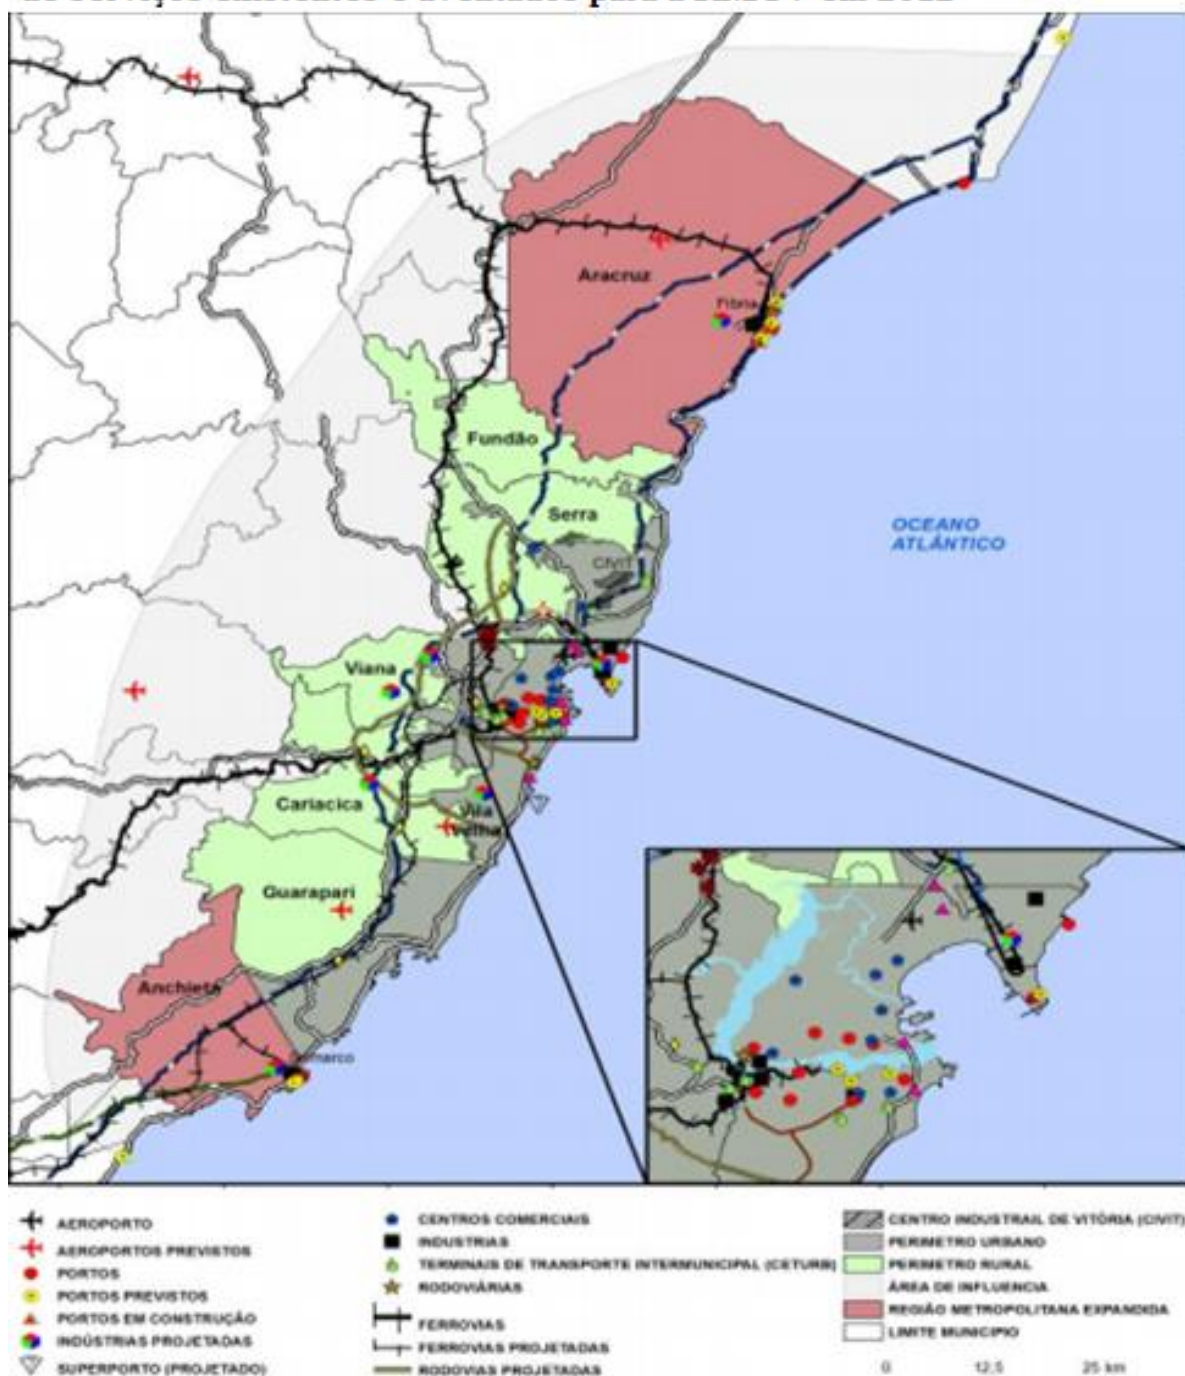 Aracruz
Fibria
Fundão
Serra
OCEANO
ATLÂNTICO
CIVIT
Viana
Cariacica
Vila
Velha
Guarapari
Anchieta
AEROPORTO
AEROPORTOS PREVISTOS
PORTOS
PORTOS PREVISTOS
PORTOS EM CONSTRUÇÃO
INDÚSTRIAS PROJETADAS
SUPERPORTO (PROJETADO)
CENTROS COMERCIAIS
INDUSTRIAS
TERMINAIS DE TRANSPORTE INTERMUNICIPAL (CETURB)
RODOVIÁRIAS
FERROVIAS
FERROVIAS PROJETADAS
RODOVIAS PROJETADAS
CENTRO INDUSTRAIL DE VITÓRIA (CIVIT)
PERIMETRO URBANO
PERIMETRO RURAL
ÁREA DE INFLUENCIA
REGIÃO METROPOLITANA EXPANDIDA
LIMITE MUNICIPIO
0 12,5 25 km